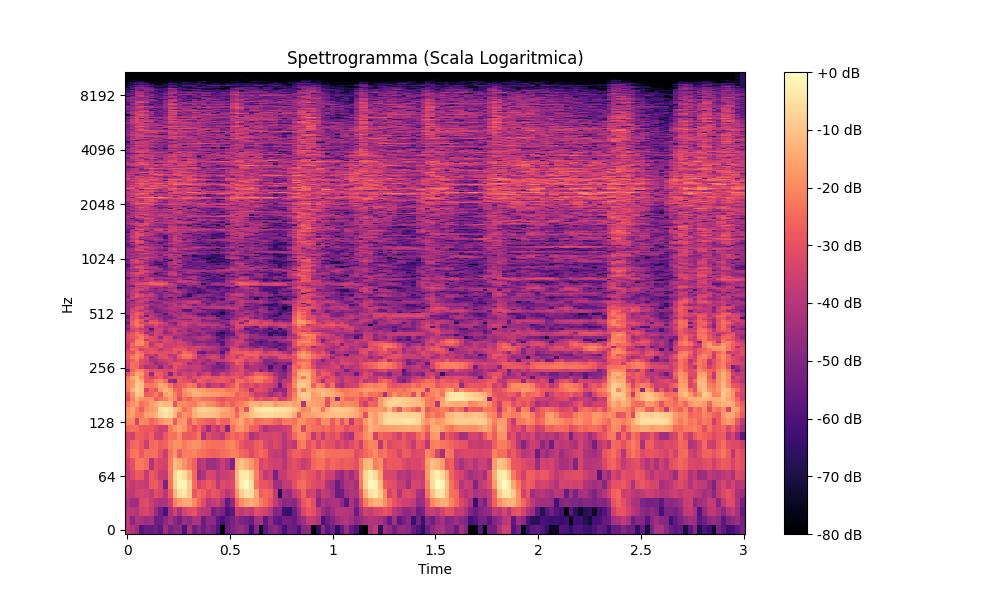 Spettrogramma (Scala Logaritmica)
Hz
8192
4096
2048
1024
512
256
128
64
0
0 0.5 1 1.5 2 2.5 3
Time
+0 dB
-10 dB
-20 dB
-30 dB
-40 dB
-50 dB
-60 dB
-70 dB
-80 dB